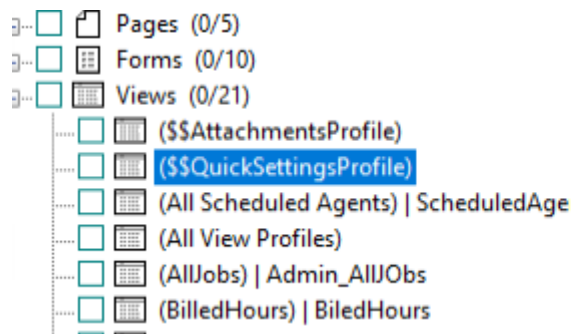 Pages (0/5)
Forms (0/10)
Views (0/21)
($$AttachmentsProfile)
($$QuickSettingsProfile)
(All Scheduled Agents) | ScheduledAge
(All View Profiles)
(AllJobs) | Admin_AllJObs
(BilledHours) | BiledHours